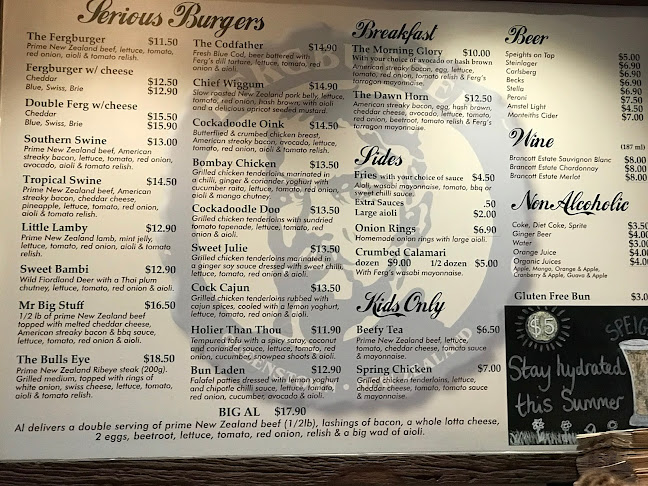 Serious Burgers
The Fergburger $11.50
Prime New Zealand beef, lettuce, tomato,
red onion, aioli & tomato relish.
Fergburger w/ cheese
Cheddar $12.50
Blue, Swiss, Brie $12.90
Double Ferg w/cheese
Cheddar $15.50
Blue, Swiss, Brie $15.90
Southern Swine $13.00
Prime New Zealand beef, American
streaky bacon, lettuce, tomato, red onion,
avocado, aioli & tomato relish.
Tropical Swine $14.50
Prime New Zealand beef, American
streaky bacon, cheddar cheese,
pineapple, lettuce, tomato, red onion,
aioli & tomato relish.
Little Lamby $12.90
Prime New Zealand lamb, mint jelly,
lettuce, tomato, red onion, aioli & tomato
relish.
Sweet Bambi $12.90
Wild Fiordland Deer with a Thai plum
chutney, lettuce, tomato, red onion & aioli.
Mr Big Stuff $16.50
1/2 lb of prime New Zealand beef
topped with melted cheddar cheese,
American streaky bacon & bbq sauce,
lettuce, tomato, red onion, aioli &
tomato relish.
The Bulls Eye $18.50
Prime New Zealand Ribeye steak (200g).
Grilled medium, topped with rings of
white onion, swiss cheese, lettuce, tomato,
aioli & tomato relish.
The Codfather $14.90
Fresh Blue Cod, beer battered with
Ferg's dill tartare, lettuce, tomato, red
onion & aioli.
Chief Wiggum $14.90
Slow roasted New Zealand pork belly, lettuce,
tomato, red onion, hash brown, with aioli
and a delicious apricot seeded mustard.
Cockadoodle Oink $14.50
Butterflied & crumbed chicken breast,
American streaky bacon, avocado, lettuce,
tomato, red onion, aioli & tomato relish.
Bombay Chicken $13.50
Grilled chicken tenderloins marinated in
a chilli, ginger & coriander yoghurt with
cucumber raita, lettuce, tomato, red onion,
aioli & mango chutney.
Cockadoodle Doo $13.50
Grilled chicken tenderloins with sundried
tomato tapenade, lettuce, tomato, red
onion & aioli.
Sweet Julie $13.50
Grilled chicken tenderloins marinated in
a ginger soy sauce dressed with sweet chilli,
lettuce, tomato, red onion & aioli.
Cock Cajun $13.50
Grilled chicken tenderloins rubbed with
cajun spices, cooled with a lemon yoghurt,
lettuce, tomato, red onion & aioli.
Holier Than Thou $11.90
Tempured tofu with a spicy satay, coconut
and coriander sauce, lettuce, tomato, red
onion, cucumber, snowpea shoots & aioli.
Bun Laden $12.90
Falafel patties dressed with lemon yoghurt
and chipotle chilli sauce, lettuce, tomato,
red onion, cucumber, avocado & aioli.
BIG AL $17.90
Al delivers a double serving of prime New Zealand beef (1/2lb), lashings of bacon, a whole lotta cheese,
2 eggs, beetroot, lettuce, tomato, red onion, relish & a big wad of aioli.
Breakfast
The Morning Glory $10.00
With your choice of avocado or hash brown
American streaky bacon, egg, lettuce,
tomato, red onion, tomato relish & Ferg's
tarragon mayonnaise.
The Dawn Horn $12.50
American streaky bacon, egg, hash brown,
cheddar cheese, avocado, lettuce, tomato,
red onion, beetroot, tomato relish & Ferg's
tarragon mayonnaise.
Sides
Fries with your choice of sauce $4.50
Aioli, wasabi mayonnaise, tomato, bbq or
sweet chilli sauce.
Extra Sauces .50
Large aioli $2.00
Onion Rings $6.90
Homemade onion rings with large aioli.
Crumbed Calamari
dozen $9.00 1/2 dozen $5.00
With Ferg's wasabi mayonnaise.
Kids Only
Beefy Tea $6.50
Prime New Zealand beef, lettuce,
tomato, cheddar cheese, tomato sauce
& mayonnaise.
Spring Chicken $7.00
Grilled chicken tenderloins, lettuce,
cheddar cheese, tomato, tomato sauce
& mayonnaise.
Beer
Speights on Tap $5.00
Steinlager $6.90
Carlsberg $6.90
Becks $6.90
Stella $6.90
Peroni $7.50
Amstel Light $4.50
Monteiths Cider $7.00
Wine (187 ml)
Brancott Estate Sauvignon Blanc $8.00
Brancott Estate Chardonnay $8.00
Brancott Estate Merlot $8.00
Non Alcoholic
Coke, Diet Coke, Sprite $3.50
Ginger Beer $4.00
Water $3.
Orange Juice $4.00
Organic Juices $4.0
Apple, Mango, Orange & Apple,
Cranberry & Apple, Guava & Apple
Gluten Free Bun $3.0
$5
SPEIG
Stay hydrated
this Summer